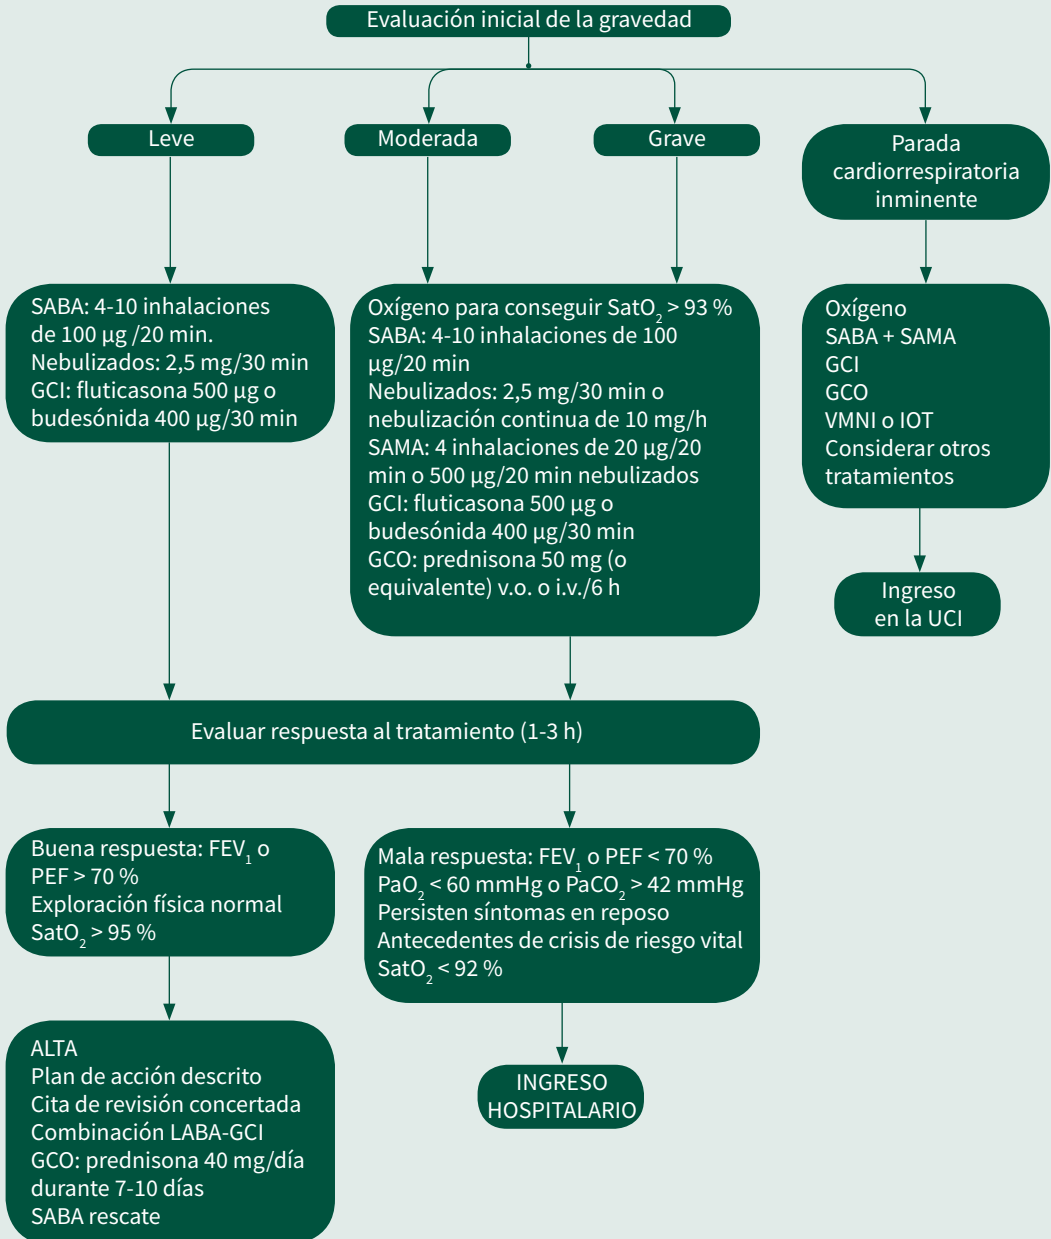 Evaluación inicial de la gravedad
Leve
Moderada
Grave
Parada
cardiorrespiratoria
inminente
SABA: 4-10 inhalaciones
de 100 µg /20 min.
Nebulizados: 2,5 mg/30 min
GCI: fluticasona 500 µg o
budesónida 400 µg/30 min
Oxígeno para conseguir SatO₂ > 93 %
SABA: 4-10 inhalaciones de 100
µg/20 min
Nebulizados: 2,5 mg/30 min o
nebulización continua de 10 mg/h
SAMA: 4 inhalaciones de 20 µg/20
min o 500 µg/20 min nebulizados
GCI: fluticasona 500 µg o
budesónida 400 µg/30 min
GCO: prednisona 50 mg (o
equivalente) v.o. o i.v./6 h
Oxígeno
SABA + SAMA
GCI
GCO
VMNI o IOT
Considerar otros
tratamientos
Ingreso
en la UCI
Evaluar respuesta al tratamiento (1-3 h)
Buena respuesta: FEV₁ o
PEF > 70 %
Exploración física normal
SatO₂ > 95 %
Mala respuesta: FEV₁ o PEF < 70 %
PaO₂ < 60 mmHg o PaCO₂ > 42 mmHg
Persisten síntomas en reposo
Antecedentes de crisis de riesgo vital
SatO₂ < 92 %
ALTA
Plan de acción descrito
Cita de revisión concertada
Combinación LABA-GCI
GCO: prednisona 40 mg/día
durante 7-10 días
SABA rescate
INGRESO
HOSPITALARIO